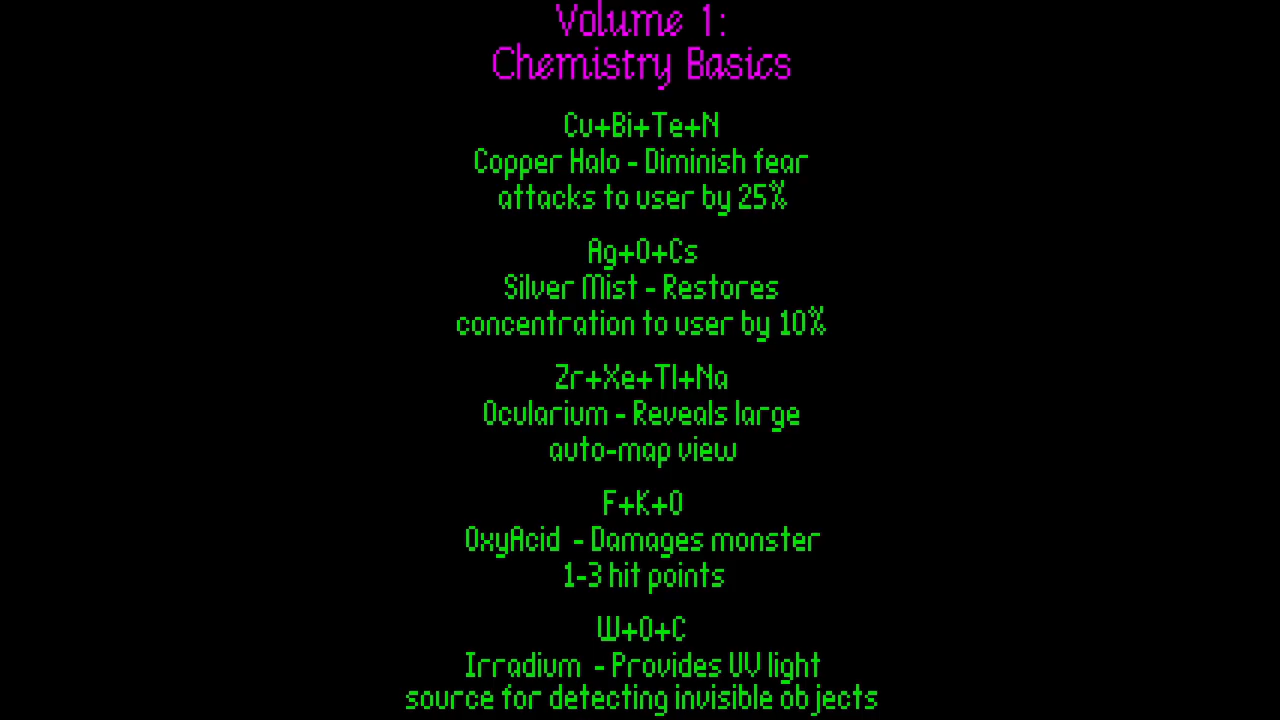 Volume 1:
Chemistry Basics
Cu+Bi+Te+N
Copper Halo - Diminish fear
attacks to user by 25%
Ag+O+Cs
Silver Mist - Restores
concentration to user by 10%
Zr+Xe+Tl+Na
Ocularium - Reveals large
auto-map view
F+K+O
OxyAcid - Damages monster
1-3 hit points
W+O+C
Irradium - Provides UV light
source for detecting invisible objects